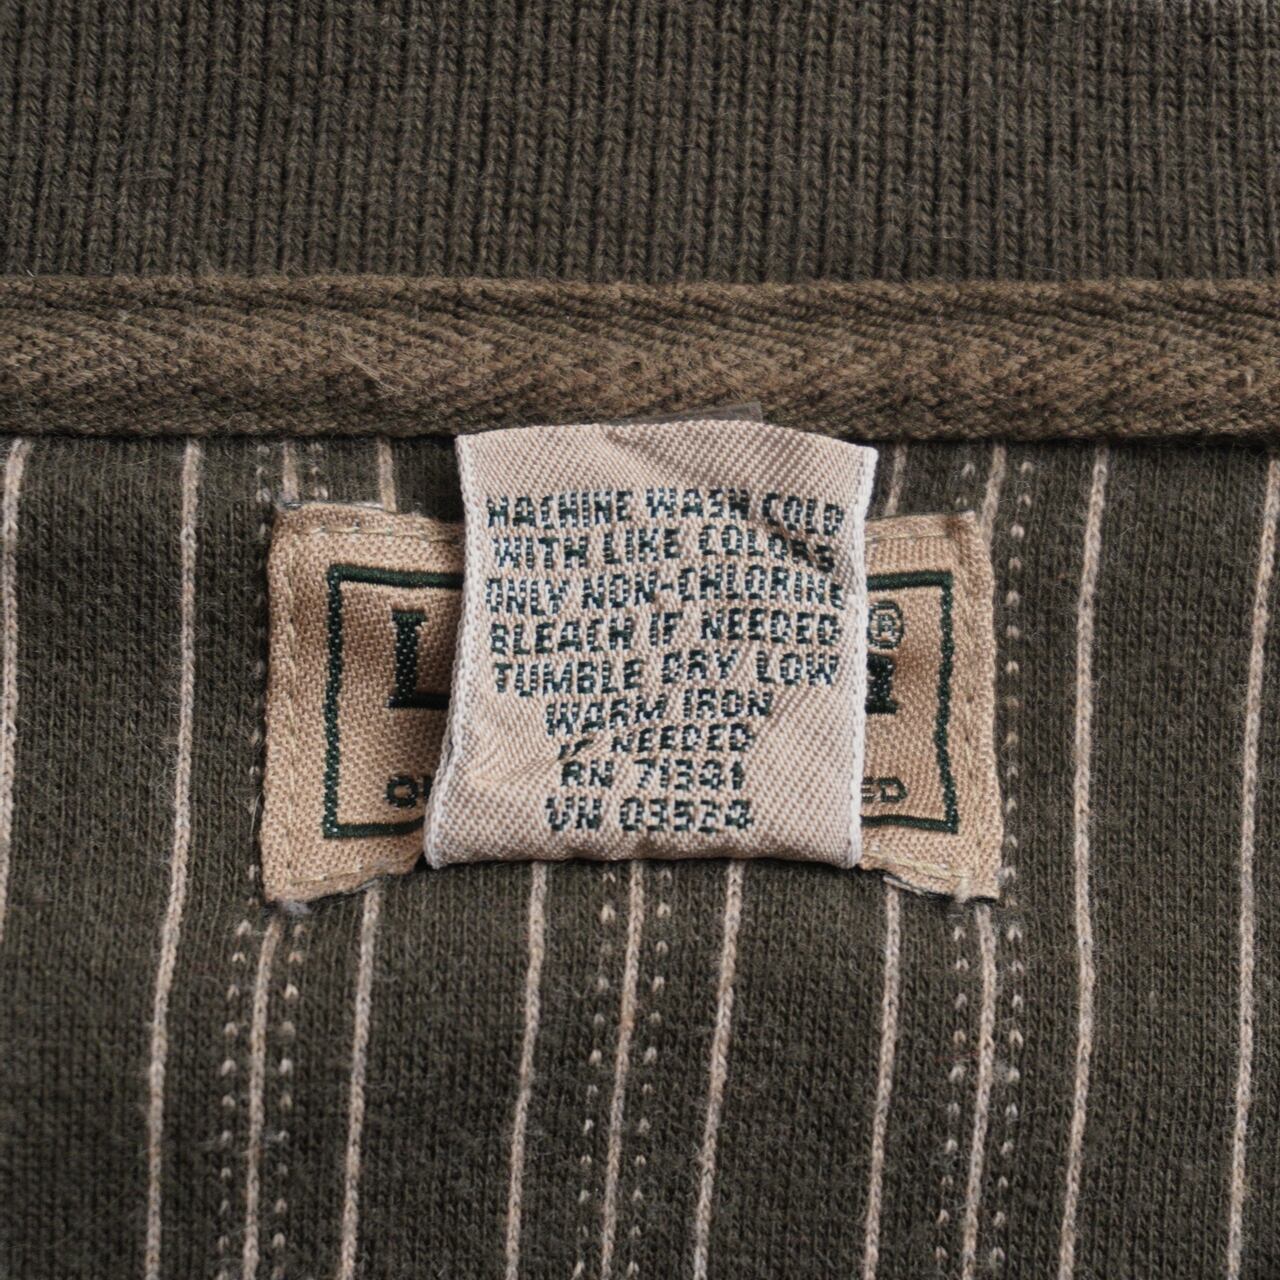 MACHINE WASH COLD
WITH LIKE COLORS
ONLY NON-CHLORINE
BLEACH IF NEEDED
TUMBLE DRY LOW
WARM IRON
IF NEEDED
RN 71341
VN 03524
®